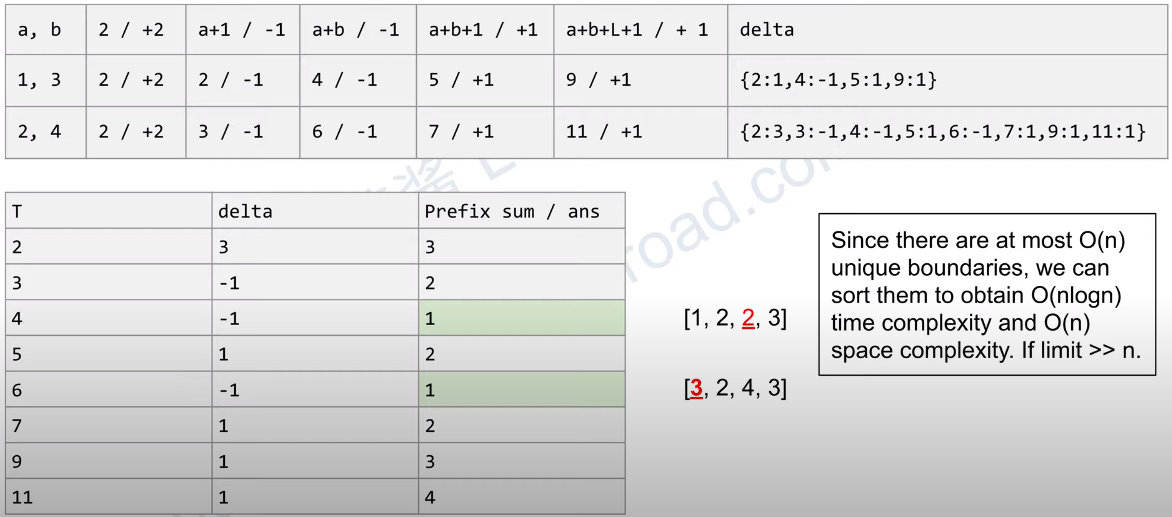 a, b 2 / +2 a+1 / -1 a+b / -1 a+b+1 / +1 a+b+L+1 / + 1 delta
1, 3 2 / +2 2 / -1 4 / -1 5 / +1 9 / +1 {2:1,4:-1,5:1,9:1}
2, 4 2 / +2 3 / -1 6 / -1 7 / +1 11 / +1 {2:3,3:-1,4:-1,5:1,6:-1,7:1,9:1,11:1}
T delta Prefix sum / ans
2 3 3
3 -1 2
4 -1 1
5 1 2
6 -1 1
7 1 2
9 1 3
11 1 4
[1, 2, 2, 3]
[3, 2, 4, 3]
Since there are at most O(n)
unique boundaries, we can
sort them to obtain O(nlogn)
time complexity and O(n)
space complexity. If limit >> n.
road.com